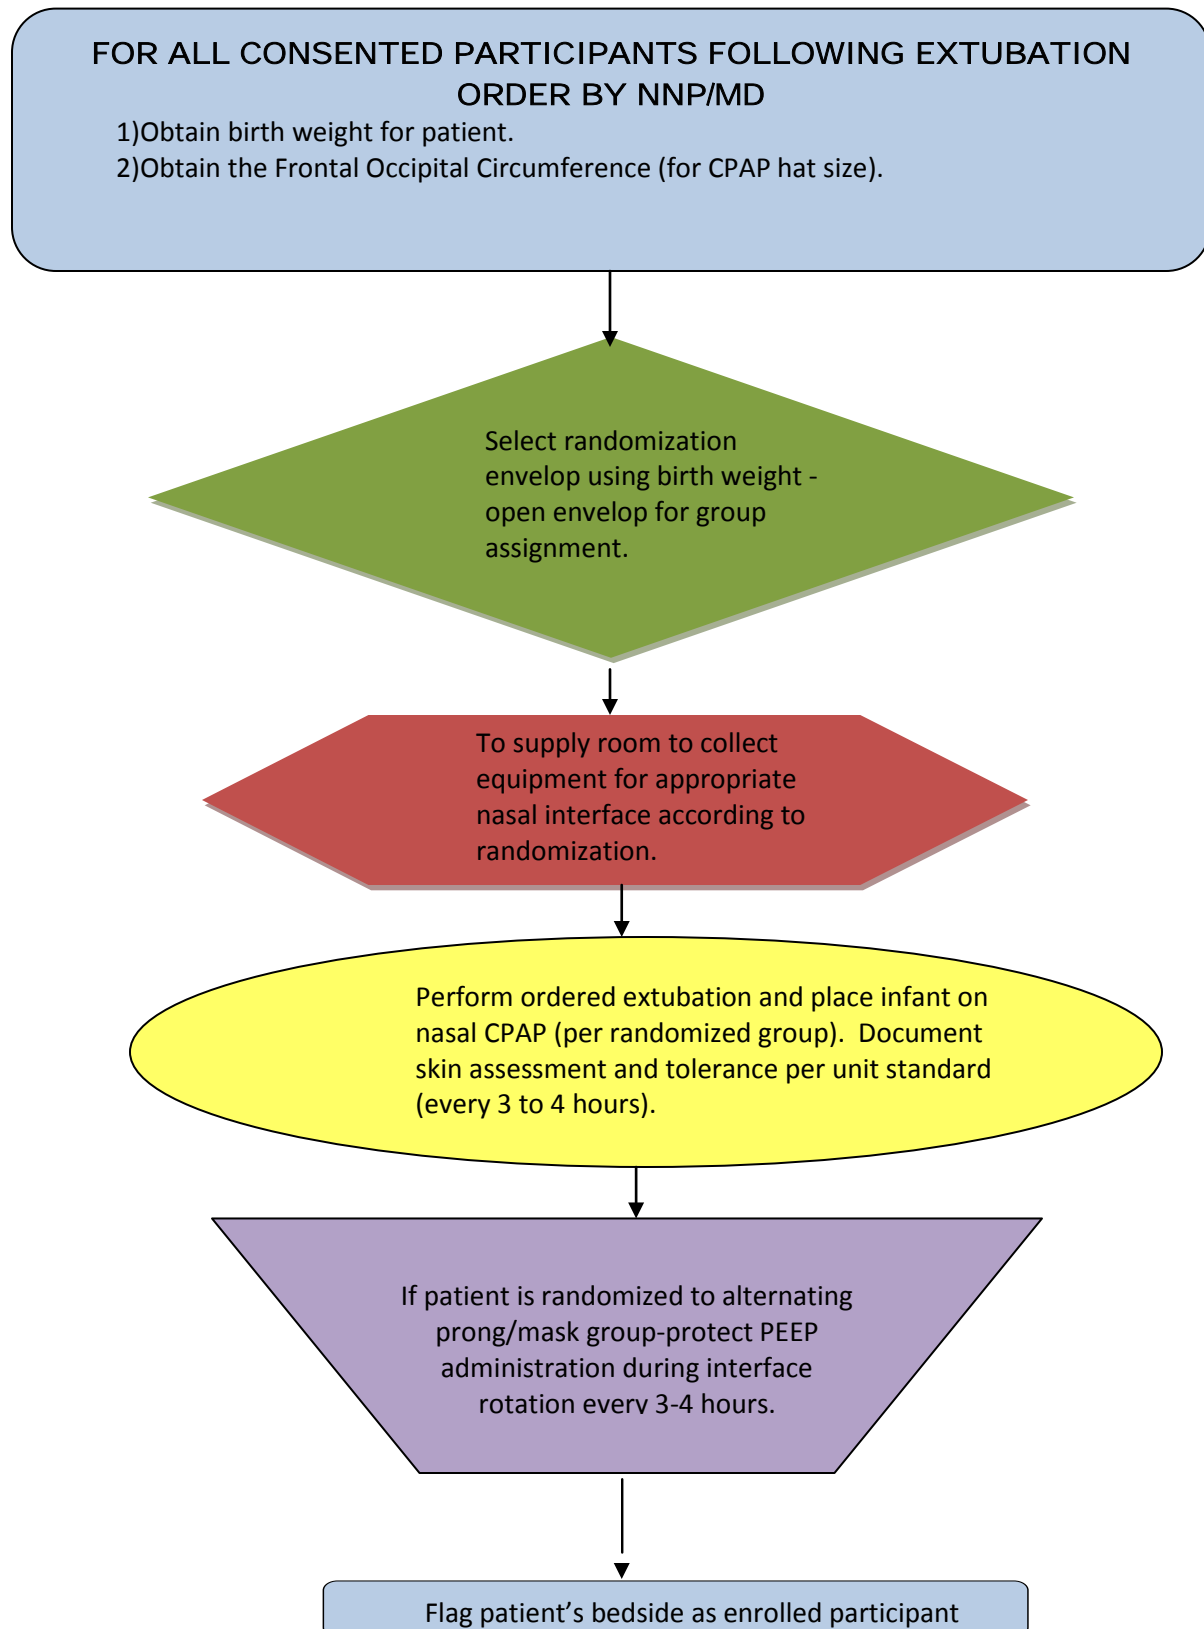 FOR ALL CONSENTED PARTICIPANTS FOLLOWING EXTUBATION
ORDER BY NNP/MD
1)Obtain birth weight for patient.
2)Obtain the Frontal Occipital Circumference (for CPAP hat size).
Select randomization
envelop using birth weight -
open envelop for group
assignment.
To supply room to collect
equipment for appropriate
nasal interface according to
randomization.
Perform ordered extubation and place infant on
nasal CPAP (per randomized group).  Document
skin assessment and tolerance per unit standard
(every 3 to 4 hours).
If patient is randomized to alternating
prong/mask group-protect PEEP
administration during interface
rotation every 3-4 hours.
Flag patient’s bedside as enrolled participant